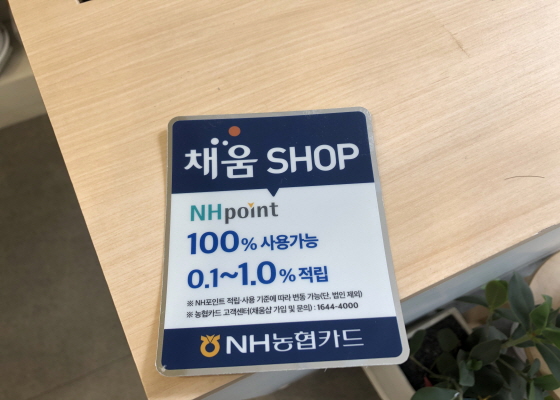 채움 SHOP
NHpoint
100% 사용가능
0.1~1.0% 적립
※ NH포인트 적립·사용 기준에 따라 변동 가능(단, 법인 제외)
※ 농협카드 고객센터(채움샵 가입 및 문의) : 1644-4000
NH농협카드